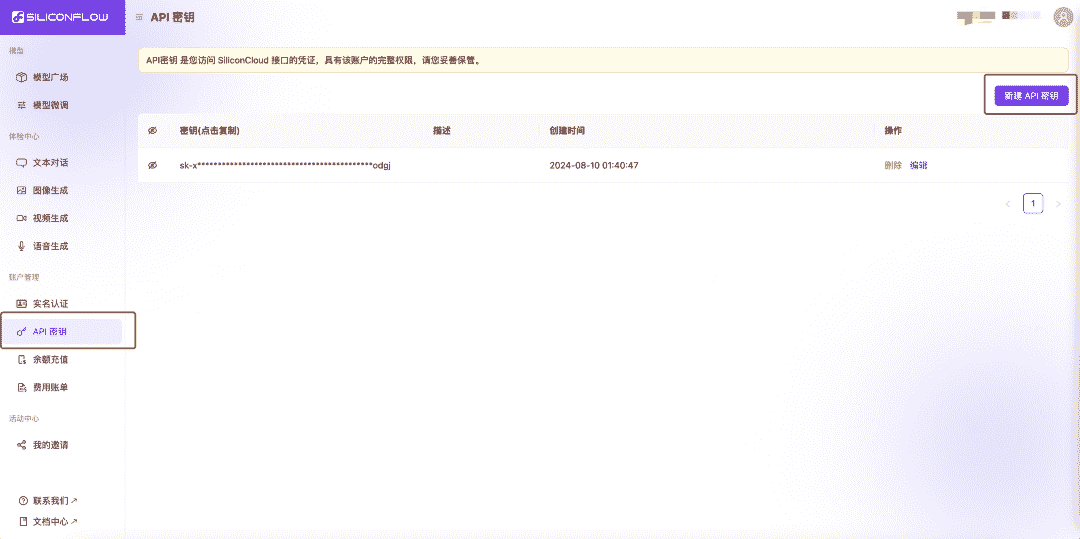 SILICONFLOW
API 密钥
API密钥 是您访问 SiliconCloud 接口的凭证，具有该账户的完整权限，请您妥善保管。
新建 API 密钥
密钥(点击复制) 描述 创建时间 操作
sk-x********************************************odgj 2024-08-10 01:40:47 删除 编辑
1
模型
模型广场
模型微调
体验中心
文本对话
图像生成
视频生成
语音生成
账户管理
实名认证
API 密钥
余额充值
费用账单
活动中心
我的邀请
联系我们
文档中心